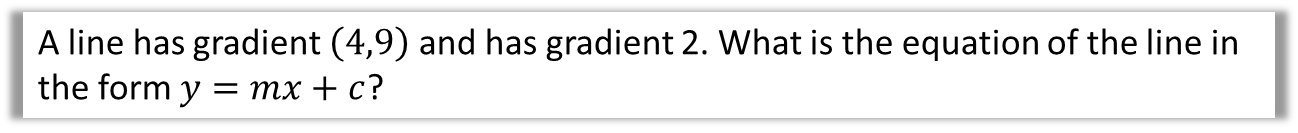 A line has gradient (4,9) and has gradient 2. What is the equation of the line in
the form y = mx + c?